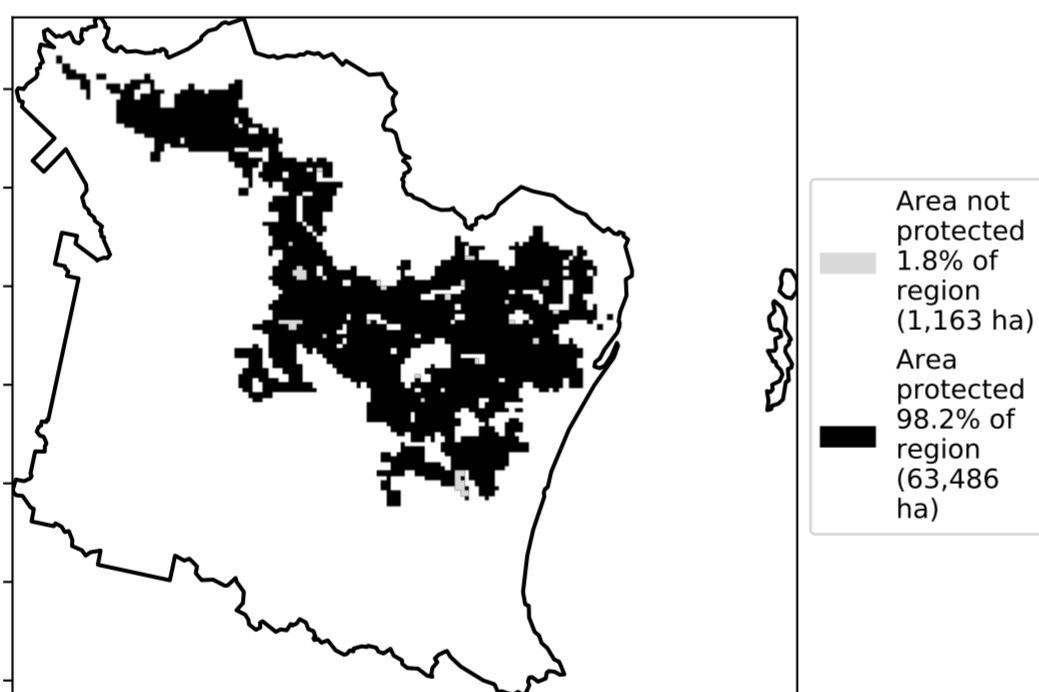 Area not
protected
1.8% of
region
(1,163 ha)
Area
protected
98.2% of
region
(63,486
ha)